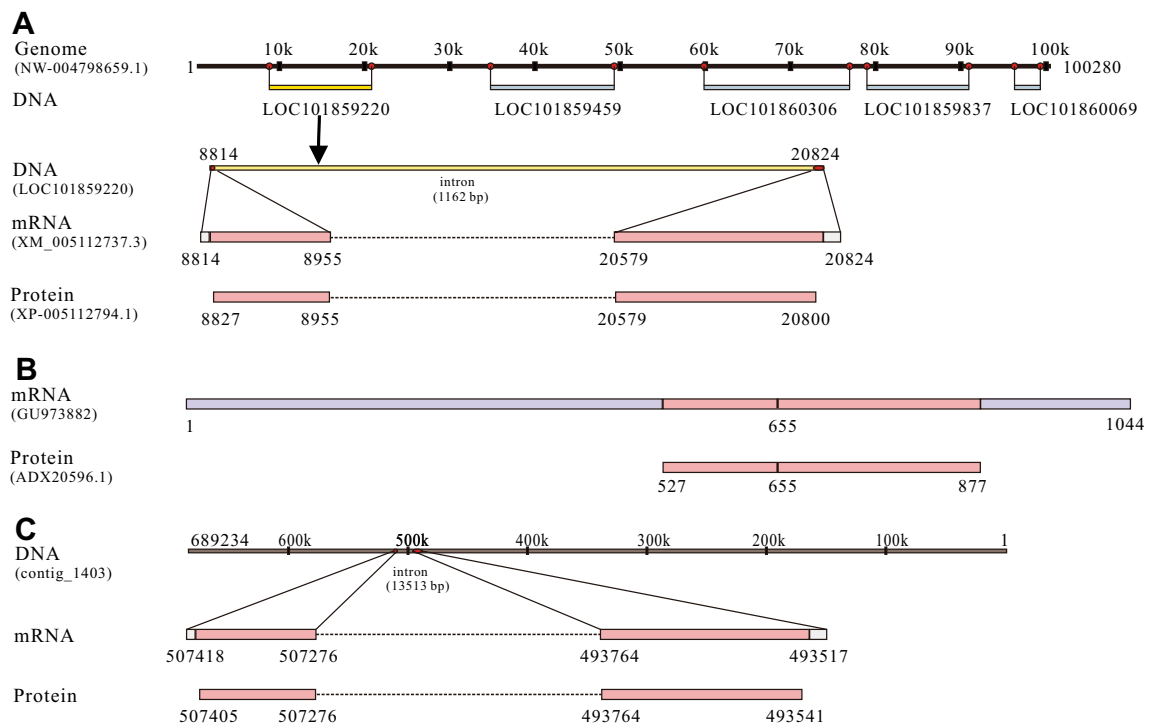 A
Genome
(NW-004798659.1)
1
10k 20k 30k 40k 50k 60k 70k 80k 90k 100k
100280
DNA
LOC101859220 LOC101859459 LOC101860306 LOC101859837 LOC101860069
8814 20824
DNA
(LOC101859220)
intron
(1162 bp)
mRNA
(XM_005112737.3)
8814 8955 20579 20824
Protein
(XP-005112794.1)
8827 8955 20579 20800
B
mRNA
(GU973882)
1 655 1044
Protein
(ADX20596.1)
527 655 877
C
689234 600k 500k 400k 300k 200k 100k 1
DNA
(contig_1403)
intron
(13513 bp)
mRNA
507418 507276 493764 493517
Protein
507405 507276 493764 493541